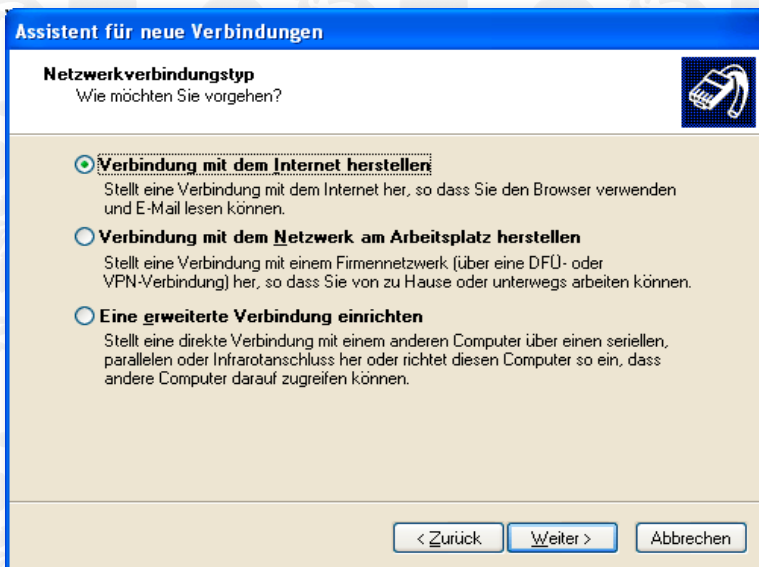 Assistent für neue Verbindungen
Netzwerkverbindungstyp
Wie möchten Sie vorgehen?
Verbindung mit dem Internet herstellen
Stellt eine Verbindung mit dem Internet her, so dass Sie den Browser verwenden
und E-Mail lesen können.
Verbindung mit dem Netzwerk am Arbeitsplatz herstellen
Stellt eine Verbindung mit einem Firmennetzwerk (über eine DFÜ- oder
VPN-Verbindung) her, so dass Sie von zu Hause oder unterwegs arbeiten können.
Eine erweiterte Verbindung einrichten
Stellt eine direkte Verbindung mit einem anderen Computer über einen seriellen,
parallelen oder Infrarotanschluss her oder richtet diesen Computer so ein, dass
andere Computer darauf zugreifen können.
< Zurück Weiter > Abbrechen